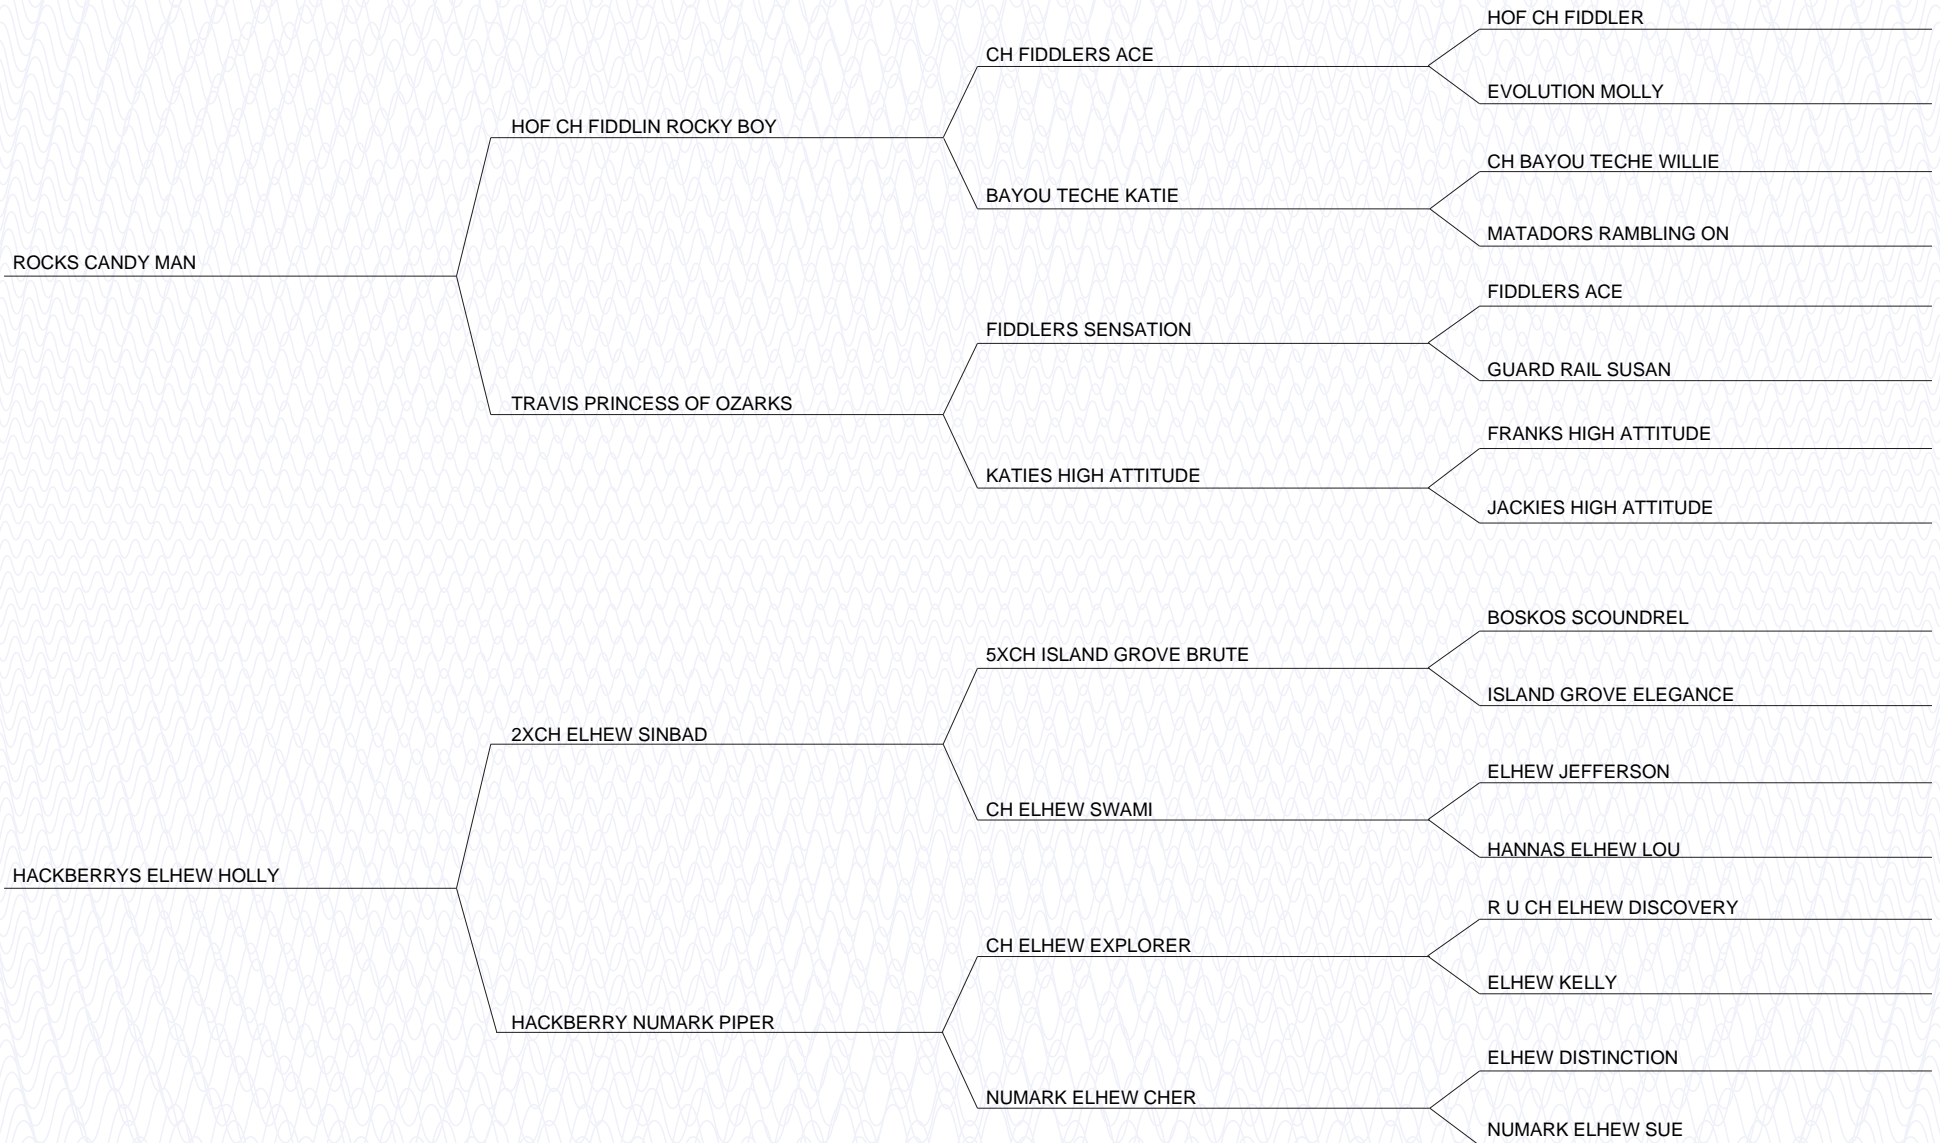 HOF CH FIDDLER
CH FIDDLERS ACE
EVOLUTION MOLLY
HOF CH FIDDLIN ROCKY BOY
CH BAYOU TECHE WILLIE
BAYOU TECHE KATIE
MATADORS RAMBLING ON
ROCKS CANDY MAN
FIDDLERS ACE
FIDDLERS SENSATION
GUARD RAIL SUSAN
TRAVIS PRINCESS OF OZARKS
FRANKS HIGH ATTITUDE
KATIES HIGH ATTITUDE
JACKIES HIGH ATTITUDE
BOSKOS SCOUNDREL
5XCH ISLAND GROVE BRUTE
ISLAND GROVE ELEGANCE
2XCH ELHEW SINBAD
ELHEW JEFFERSON
CH ELHEW SWAMI
HANNAS ELHEW LOU
HACKBERRYS ELHEW HOLLY
R U CH ELHEW DISCOVERY
CH ELHEW EXPLORER
ELHEW KELLY
HACKBERRY NUMARK PIPER
ELHEW DISTINCTION
NUMARK ELHEW CHER
NUMARK ELHEW SUE